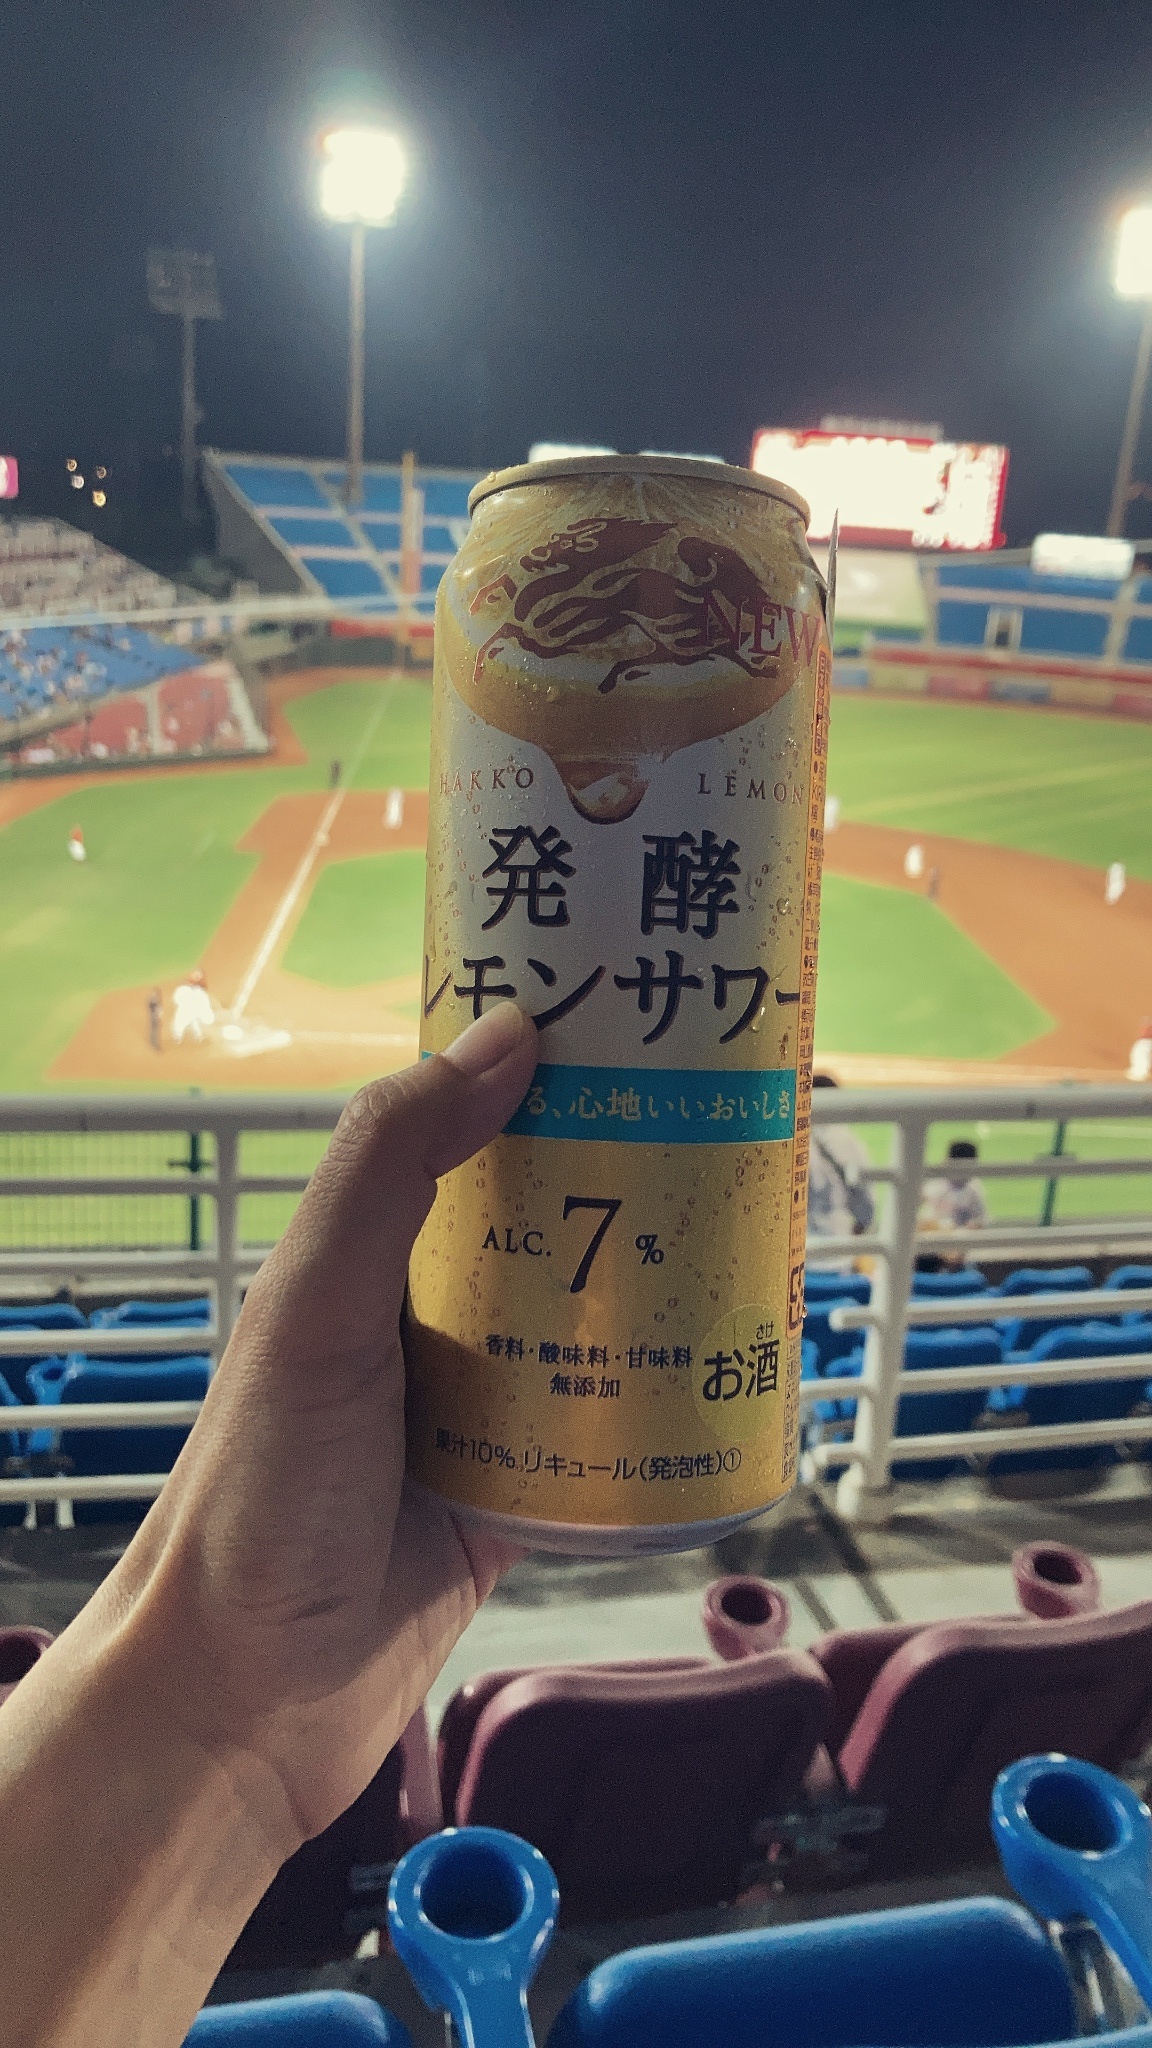 NEW
HAKKO LEMON
発酵
レモンサワー
る、心地いいおいしさ
ALC. 7 %
香料・酸味料・甘味料
無添加
さけ
お酒
果汁10% リキュール(発泡性)①